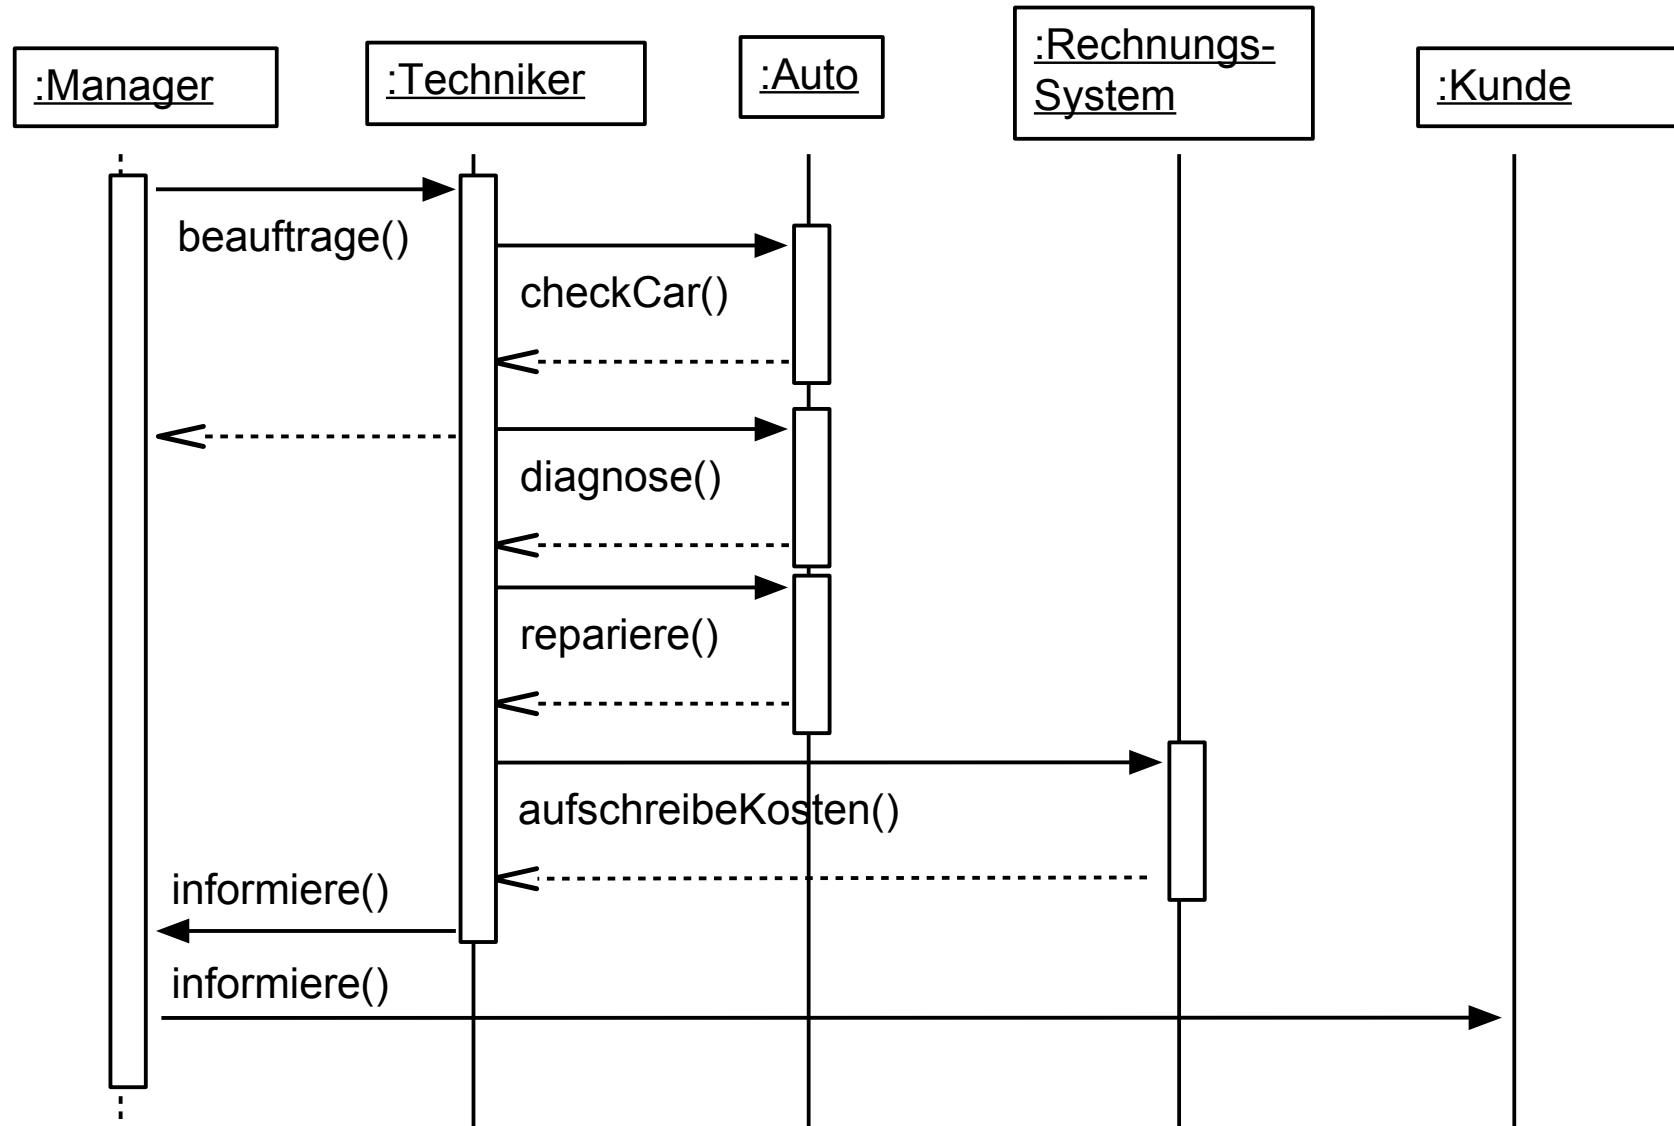 :Manager
:Techniker
:Auto
:Rechnungs-
System
:Kunde
beauftrage()
checkCar()
diagnose()
repariere()
aufschreibeKosten()
informiere()
informiere()